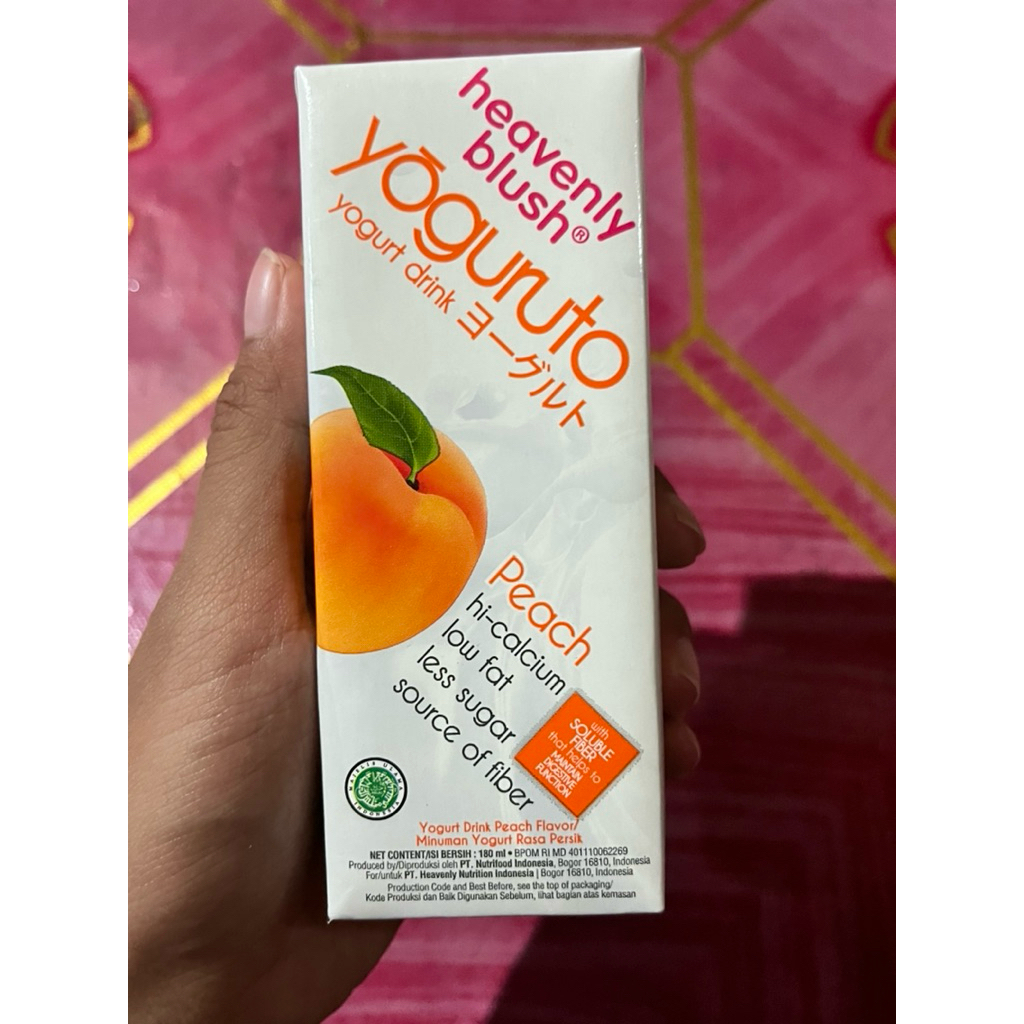 heavenly
blush®
yōguruto
yogurt drink ヨーグルト
Peach
hi-calcium
low fat
less sugar
source of fiber
with
SOLUBLE
FIBER
that helps to
MAINTAIN
DIGESTIVE
FUNCTION
MAJELIS ULAMA
INDONESIA
Yogurt Drink Peach Flavor/
Minuman Yogurt Rasa Persik
NET CONTENT/ISI BERSIH : 180 ml • BPOM RI MD 401110062269
Produced by/Diproduksi oleh PT. Nutrifood Indonesia, Bogor 16810, Indonesia
For/untuk PT. Heavenly Nutrition Indonesia | Bogor 16810, Indonesia
Production Code and Best Before, see the top of packaging/
Kode Produksi dan Baik Digunakan Sebelum, lihat bagian atas kemasan